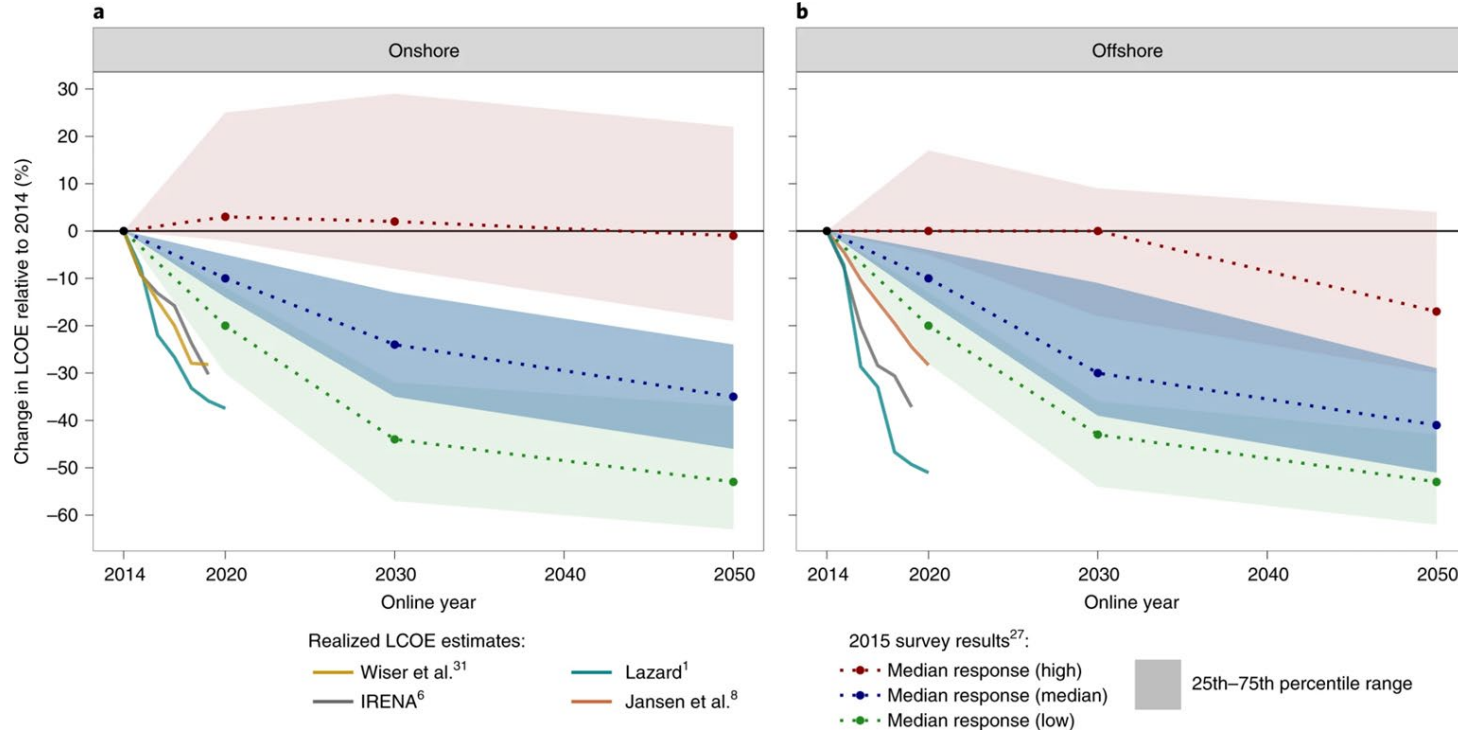 a
b
Onshore
Offshore
Change in LCOE relative to 2014 (%)
30
20
10
0
−10
−20
−30
−40
−50
−60
2014 2020 2030 2040 2050
2014 2020 2030 2040 2050
Online year
Online year
Realized LCOE estimates:
Wiser et al.31
Lazard1
IRENA6
Jansen et al.8
2015 survey results27:
Median response (high)
Median response (median)
Median response (low)
25th–75th percentile range